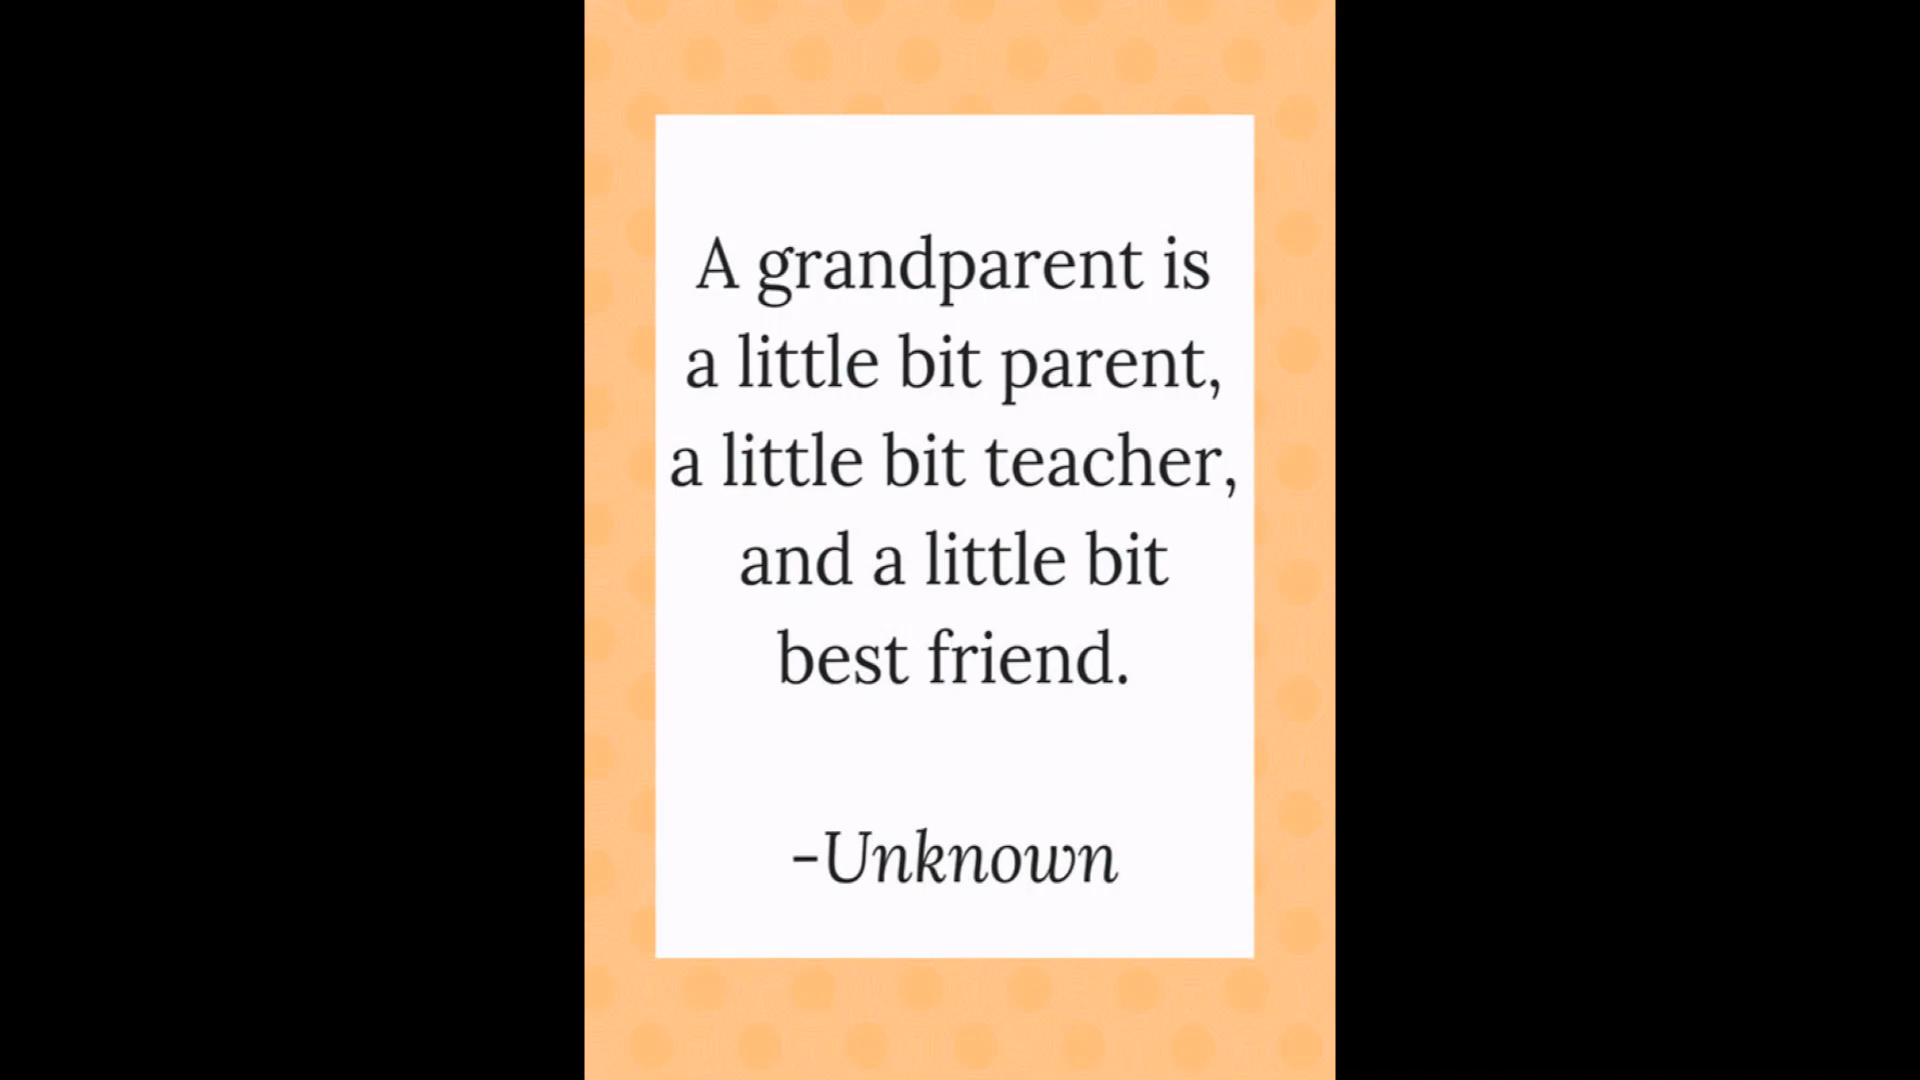 A grandparent is
a little bit parent,
a little bit teacher,
and a little bit
best friend.
-Unknown